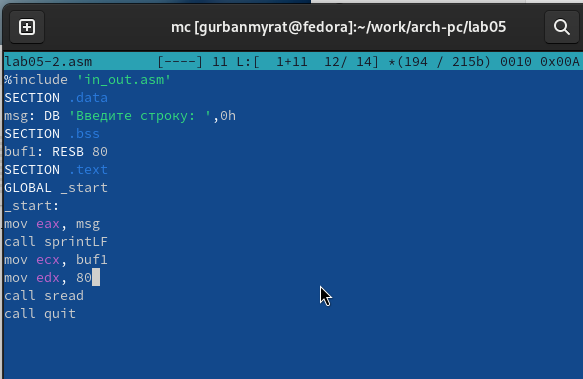 mc [gurbanmyrat@fedora]:~/work/arch-pc/lab05
lab05-2.asm [----] 11 L:[ 1+11 12/ 14] *(194 / 215b) 0010 0x00A
%include 'in_out.asm'
SECTION .data
msg: DB 'Введите строку: ',0h
SECTION .bss
buf1: RESB 80
SECTION .text
GLOBAL _start
_start:
mov eax, msg
call sprintLF
mov ecx, buf1
mov edx, 80
call sread
call quit